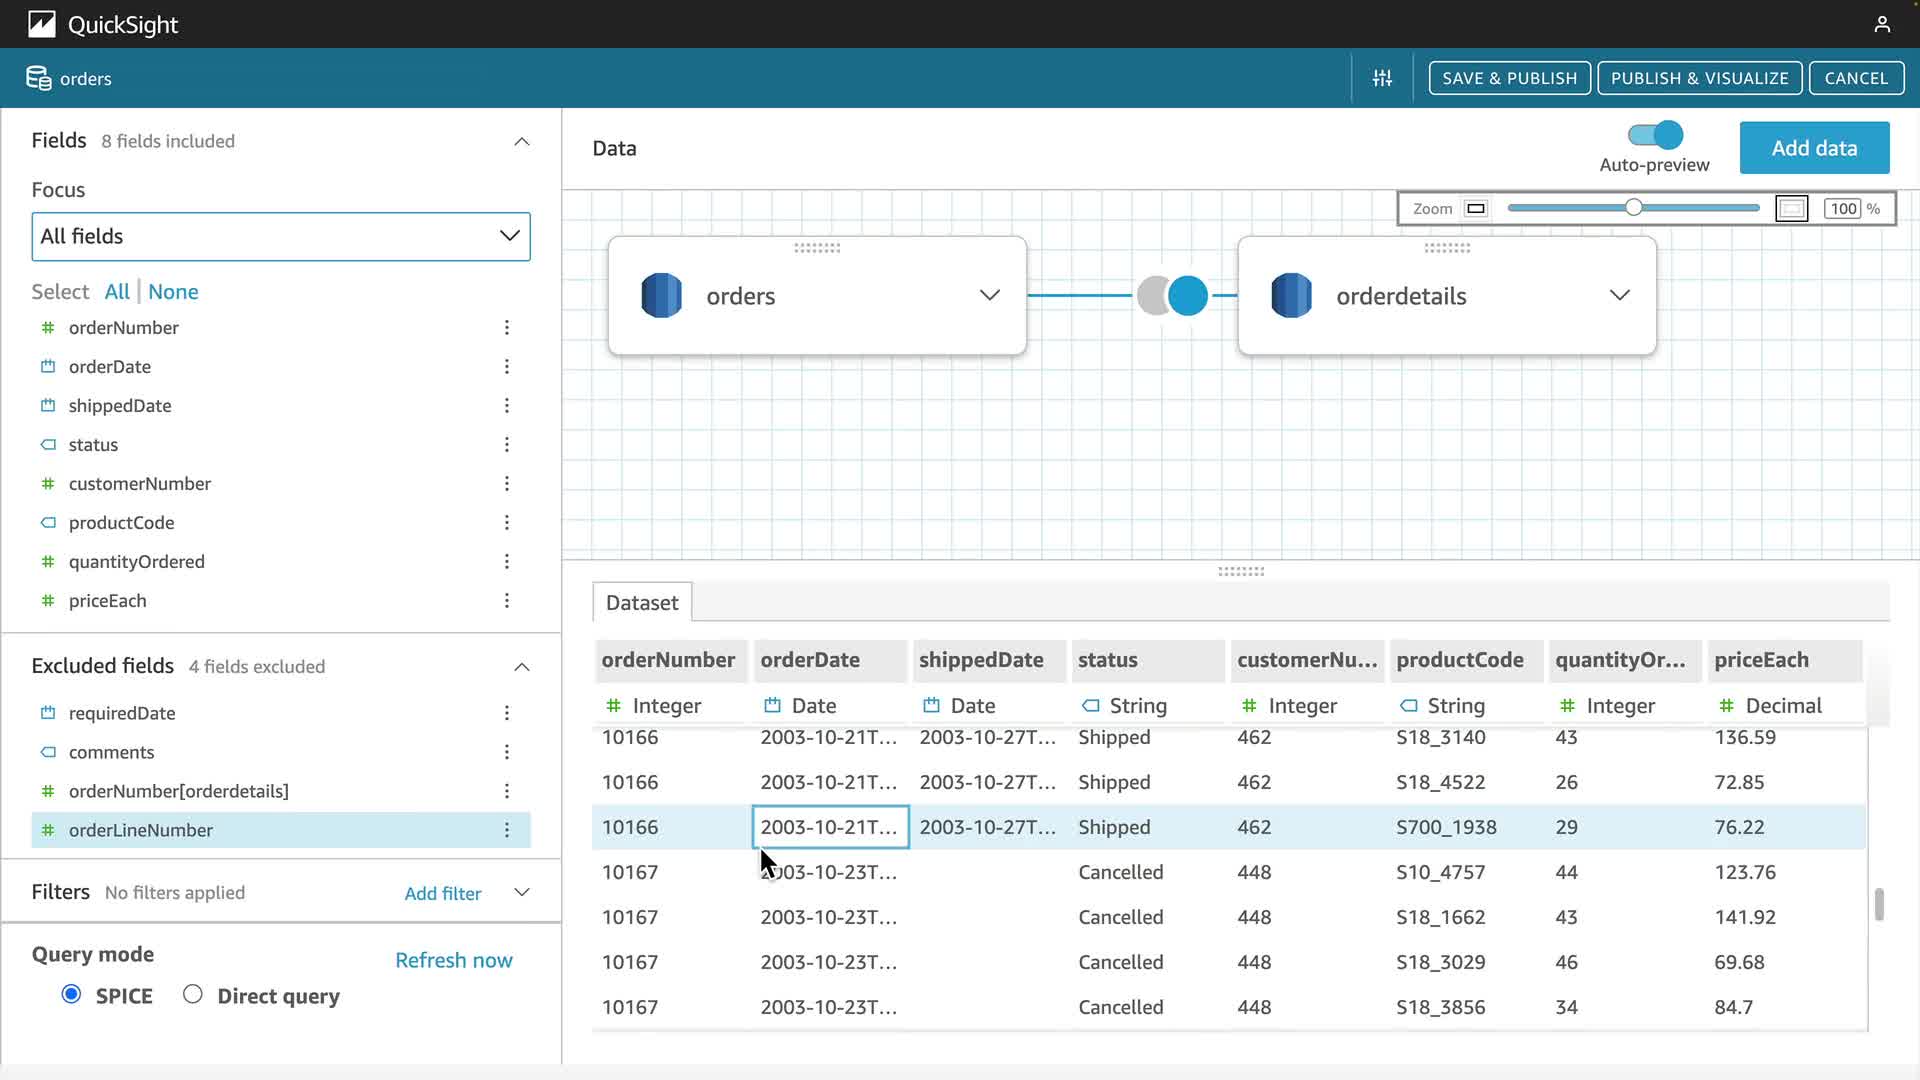 QuickSight
orders
SAVE & PUBLISH
PUBLISH & VISUALIZE
CANCEL
Fields 8 fields included
Focus
All fields
Select All | None
orderNumber
orderDate
shippedDate
status
customerNumber
productCode
quantityOrdered
priceEach
Excluded fields 4 fields excluded
requiredDate
comments
orderNumber[orderdetails]
orderLineNumber
Filters No filters applied Add filter
Query mode Refresh now
SPICE Direct query
Data
Auto-preview
Add data
Zoom 100 %
orders
orderdetails
Dataset
orderNumber orderDate shippedDate status customerNu... productCode quantityOr... priceEach
# Integer Date Date String # Integer String # Integer # Decimal
10166 2003-10-21T... 2003-10-27T... Shipped 462 S18_3140 43 136.59
10166 2003-10-21T... 2003-10-27T... Shipped 462 S18_4522 26 72.85
10166 2003-10-21T... 2003-10-27T... Shipped 462 S700_1938 29 76.22
10167 2003-10-23T... Cancelled 448 S10_4757 44 123.76
10167 2003-10-23T... Cancelled 448 S18_1662 43 141.92
10167 2003-10-23T... Cancelled 448 S18_3029 46 69.68
10167 2003-10-23T... Cancelled 448 S18_3856 34 84.7